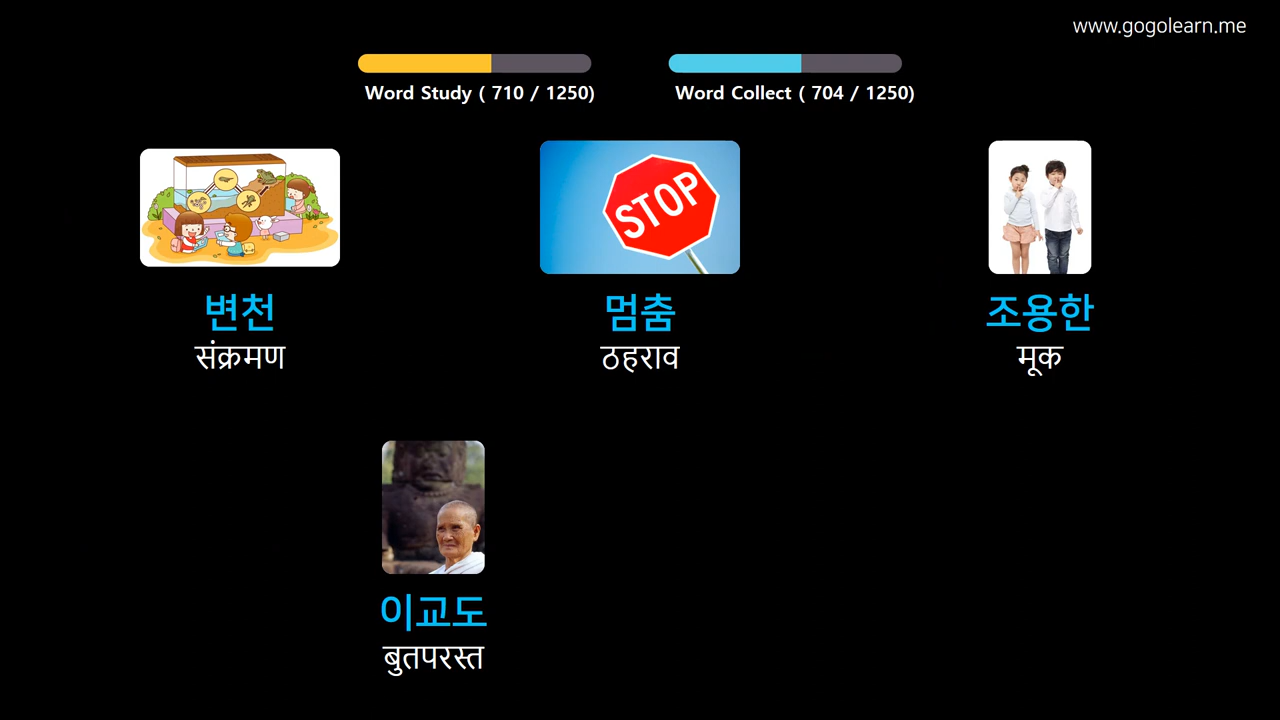 www.gogolearn.me
Word Study ( 710 / 1250)
Word Collect ( 704 / 1250)
STOP
변천
멈춤
조용한
संक्रमण
ठहराव
मूक
이교도
बुतपरस्त